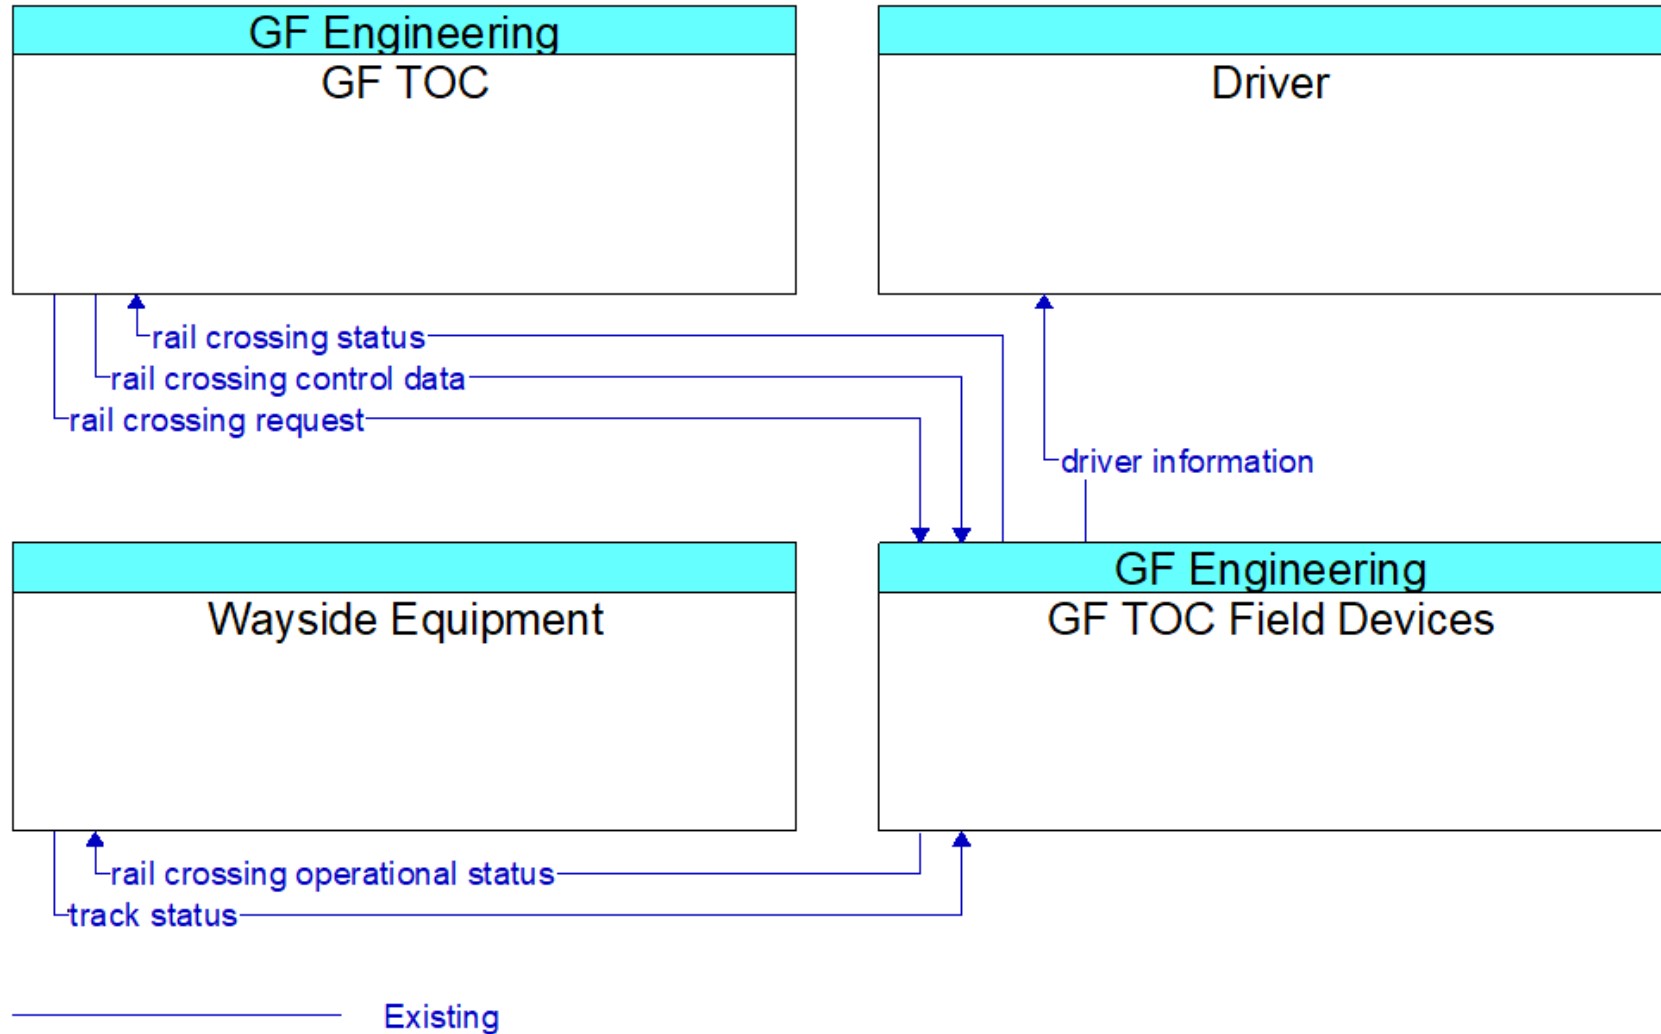 GF Engineering
GF TOC
Driver
rail crossing status
rail crossing control data
rail crossing request
driver information
Wayside Equipment
GF Engineering
GF TOC Field Devices
rail crossing operational status
track status
Existing